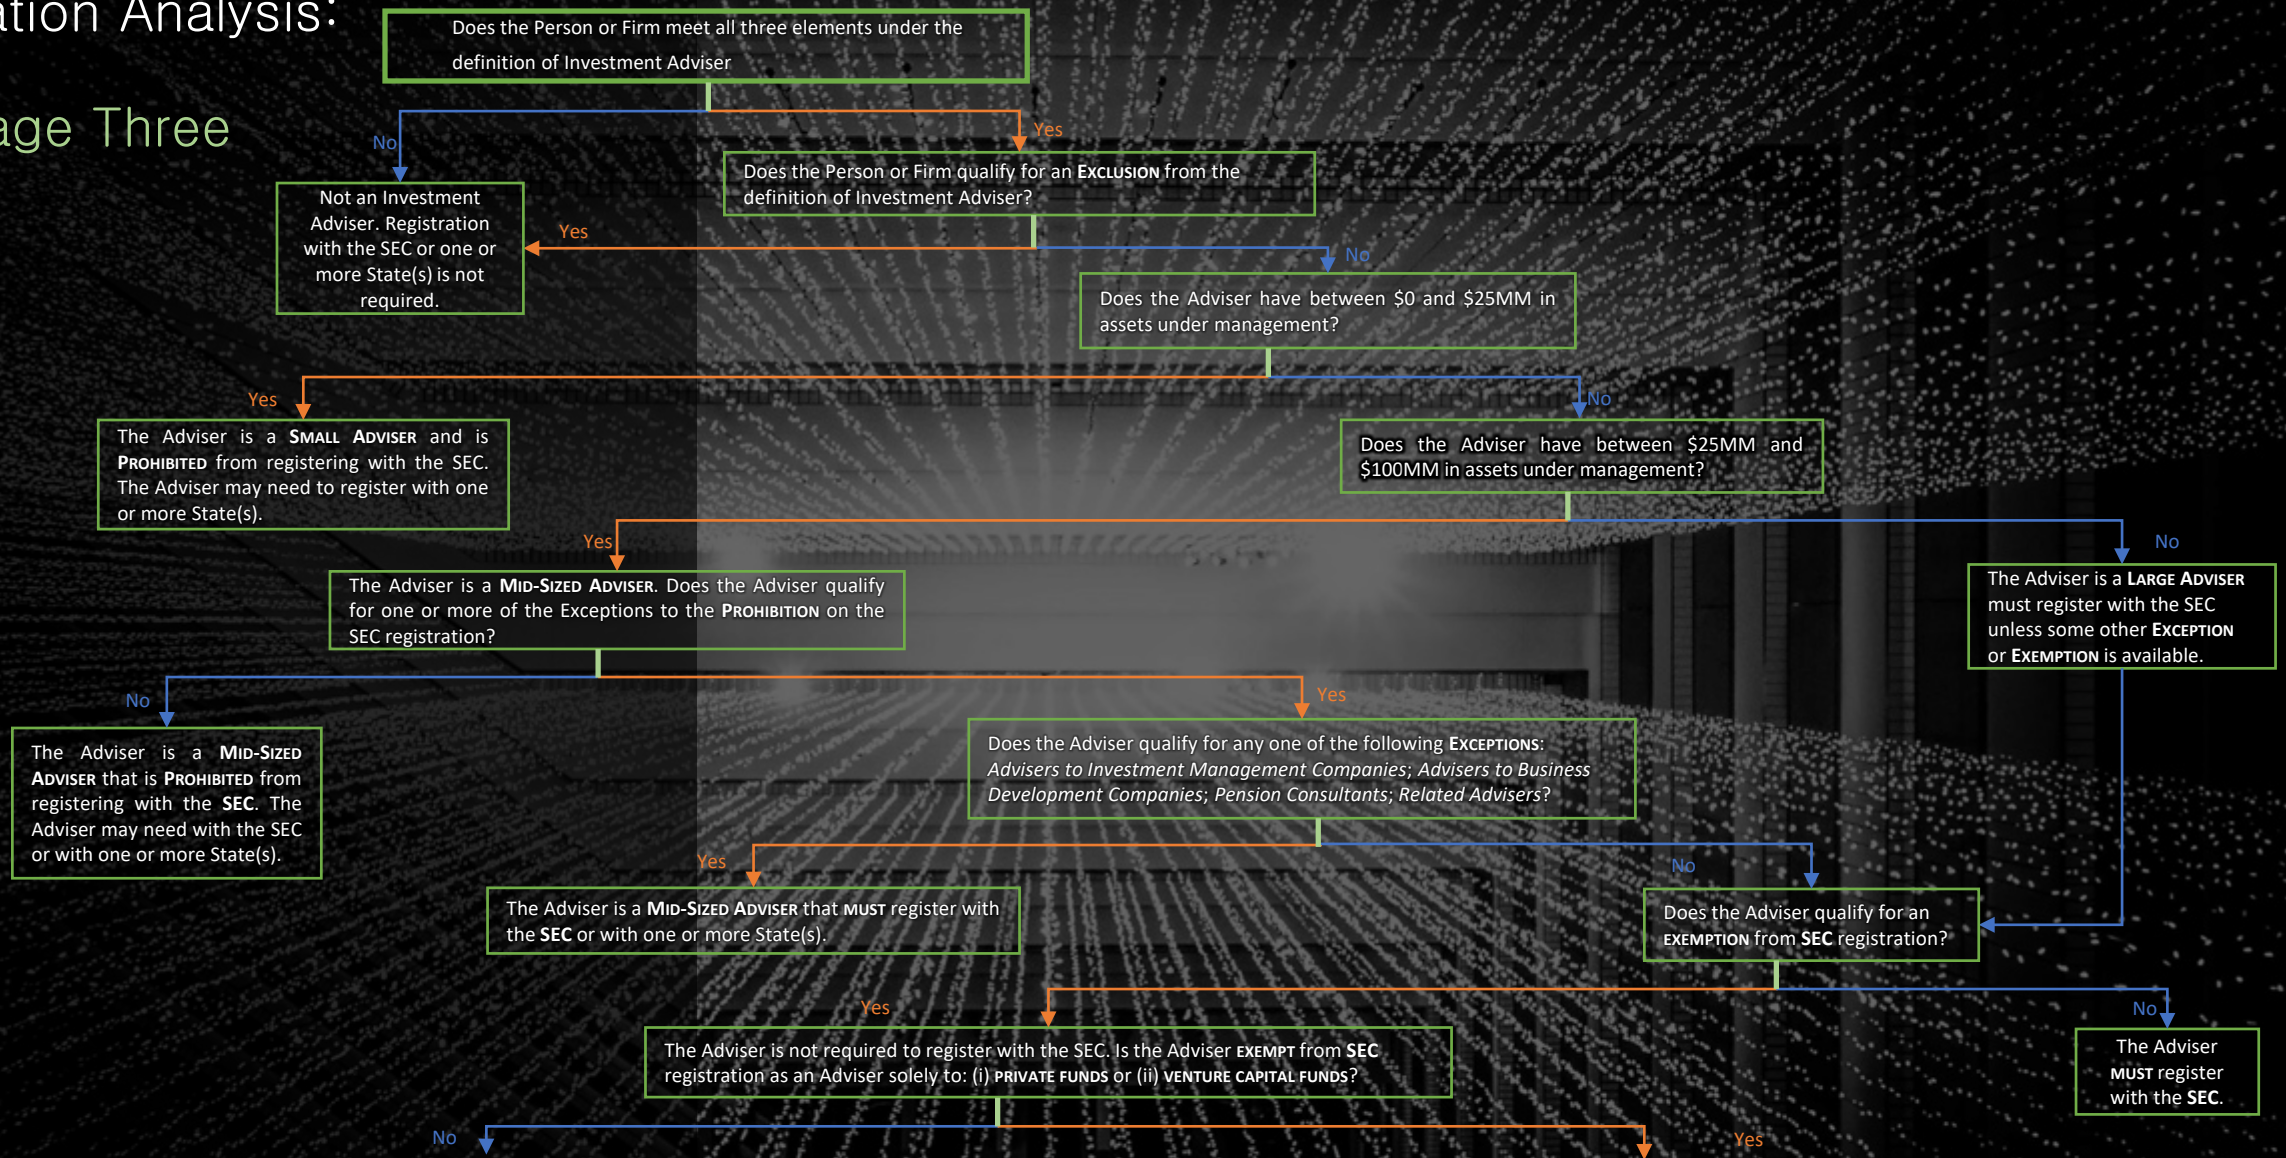 ation Analysis:
age Three
Does the Person or Firm meet all three elements under the
definition of Investment Adviser
No
Yes
Does the Person or Firm qualify for an EXCLUSION from the
definition of Investment Adviser?
Not an Investment
Adviser. Registration
with the SEC or one or
more State(s) is not
required.
Yes
No
Does the Adviser have between $0 and $25MM in
assets under management?
Yes
No
The Adviser is a SMALL ADVISER and is
PROHIBITED from registering with the SEC.
The Adviser may need to register with one
or more State(s).
Does the Adviser have between $25MM and
$100MM in assets under management?
Yes
No
The Adviser is a MID-SIZED ADVISER. Does the Adviser qualify
for one or more of the Exceptions to the PROHIBITION on the
SEC registration?
The Adviser is a LARGE ADVISER
must register with the SEC
unless some other EXCEPTION
or EXEMPTION is available.
No
Yes
The Adviser is a MID-SIZED
ADVISER that is PROHIBITED from
registering with the SEC. The
Adviser may need with the SEC
or with one or more State(s).
Does the Adviser qualify for any one of the following EXCEPTIONS:
Advisers to Investment Management Companies; Advisers to Business
Development Companies; Pension Consultants; Related Advisers?
Yes
No
The Adviser is a MID-SIZED ADVISER that MUST register with
the SEC or with one or more State(s).
Does the Adviser qualify for an
EXEMPTION from SEC registration?
Yes
No
The Adviser is not required to register with the SEC. Is the Adviser EXEMPT from SEC
registration as an Adviser solely to: (i) PRIVATE FUNDS or (ii) VENTURE CAPITAL FUNDS?
The Adviser
MUST register
with the SEC.
No
Yes